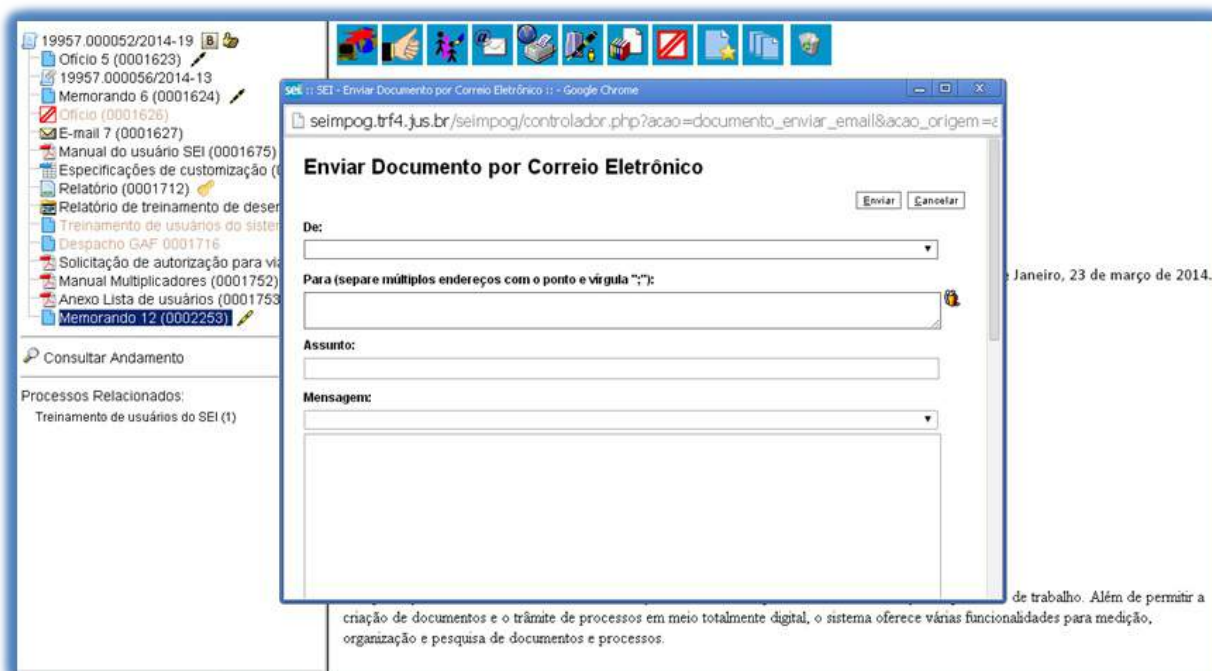 19957.000052/2014-19 B
Ofício 5 (0001623)
19957.000056/2014-13
Memorando 6 (0001624)
Ofício (0001626)
E-mail 7 (0001627)
Manual do usuário SEI (0001675)
Especificações de customização (
Relatório (0001712)
Relatório de treinamento de deser
Treinamento de usuários do sister
Despacho GAF 0001716
Solicitação de autorização para via
Manual Multiplicadores (0001752)
Anexo Lista de usuários (0001753
Memorando 12 (0002253)
Consultar Andamento
Processos Relacionados:
Treinamento de usuários do SEI (1)
sei :: SEI - Enviar Documento por Correio Eletrônico :: - Google Chrome
seimpog.trf4.jus.br/seimpog/controlador.php?acao=documento_enviar_email&acao_origem=a
Enviar Documento por Correio Eletrônico
Enviar Cancelar
De:
Para (separe múltiplos endereços com o ponto e vírgula ";"):
Assunto:
Mensagem:
Janeiro, 23 de março de 2014.
de trabalho. Além de permitir a
criação de documentos e o trâmite de processos em meio totalmente digital, o sistema oferece várias funcionalidades para medição,
organização e pesquisa de documentos e processos.